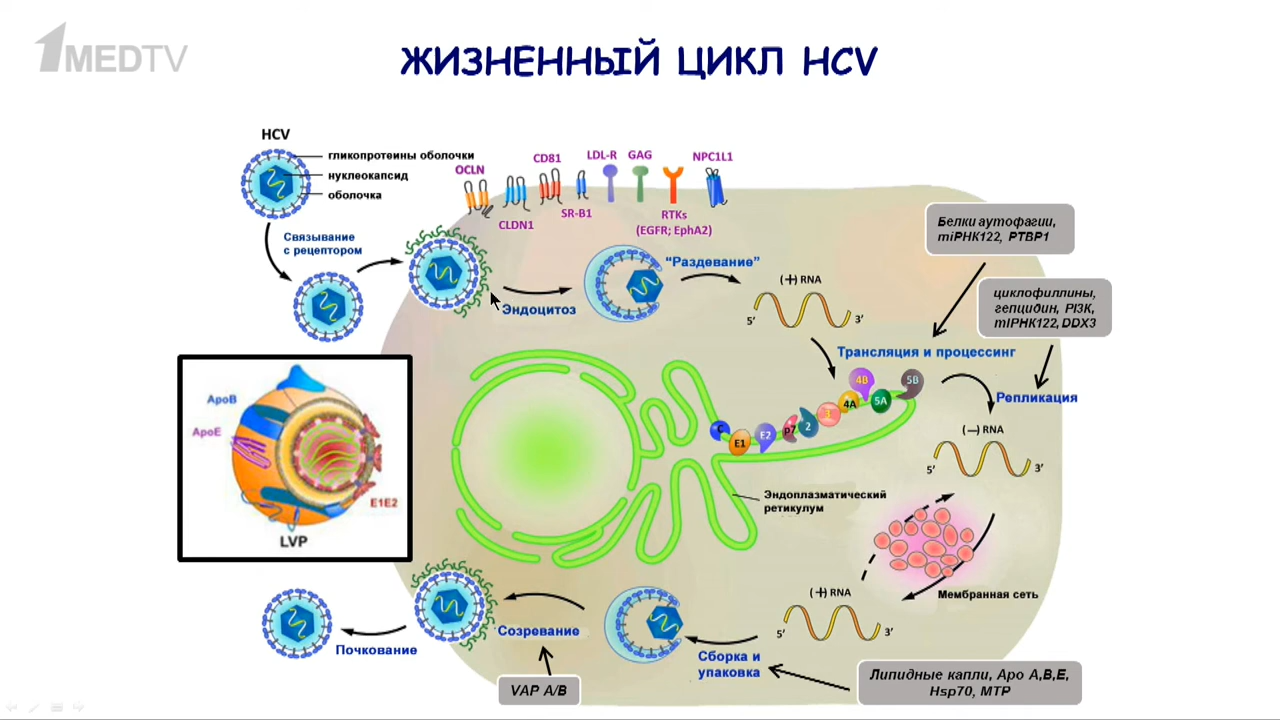 1MEDTV
ЖИЗНЕННЫЙ ЦИКЛ HCV
HCV
гликопротеины оболочки
нуклеокапсид
оболочка
OCLN
CLDN1
CD81
SR-B1
LDL-R
GAG
RTKs
(EGFR; EphA2)
NPC1L1
Связывание
с рецептором
Эндоцитоз
“Раздевание”
(+) RNA
5’
3’
Белки аутофагии,
miРНК122, PTBP1
циклофиллины,
гепцидин, PI3K,
miРНК122, DDX3
Трансляция и процессинг
C
E1
E2
p7
2
3
4A
4B
5A
5B
Репликация
(−) RNA
5’
3’
Эндоплазматический
ретикулум
ApoB
ApoE
E1E2
LVP
Мембранная сеть
(+) RNA
5’
3’
Сборка и
упаковка
Созревание
Почкование
VAP A/B
Липидные капли, Apo A,B,E,
Hsp70, MTP